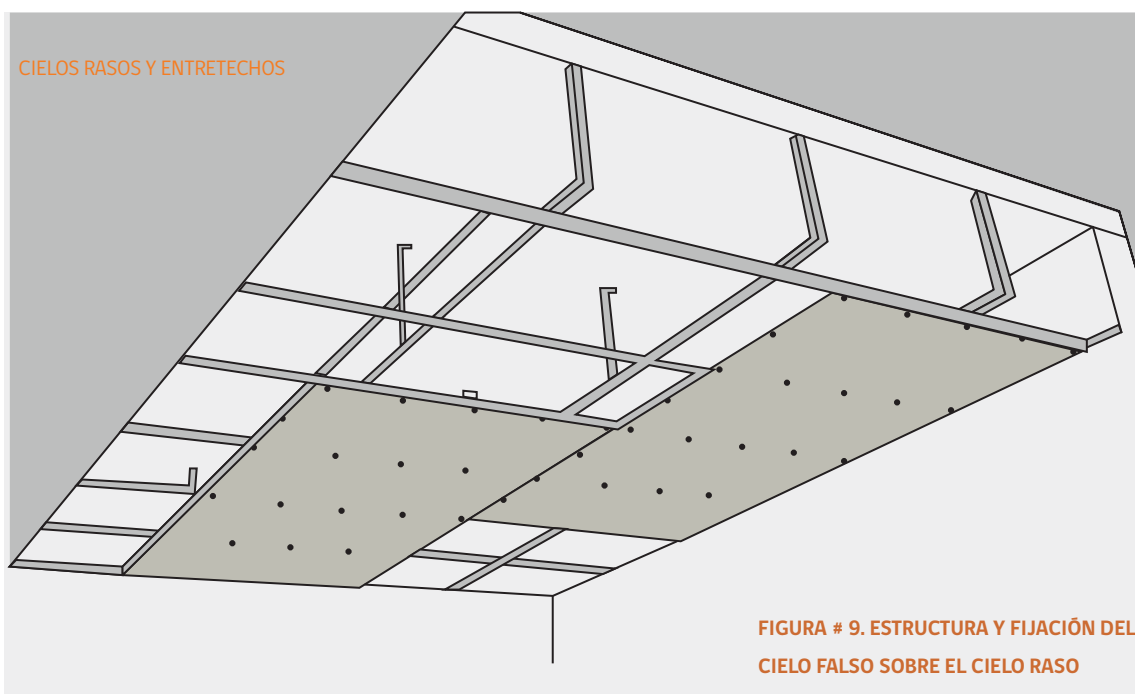 CIELOS RASOS Y ENTRETECHOS
FIGURA # 9. ESTRUCTURA Y FIJACIÓN DEL
CIELO FALSO SOBRE EL CIELO RASO